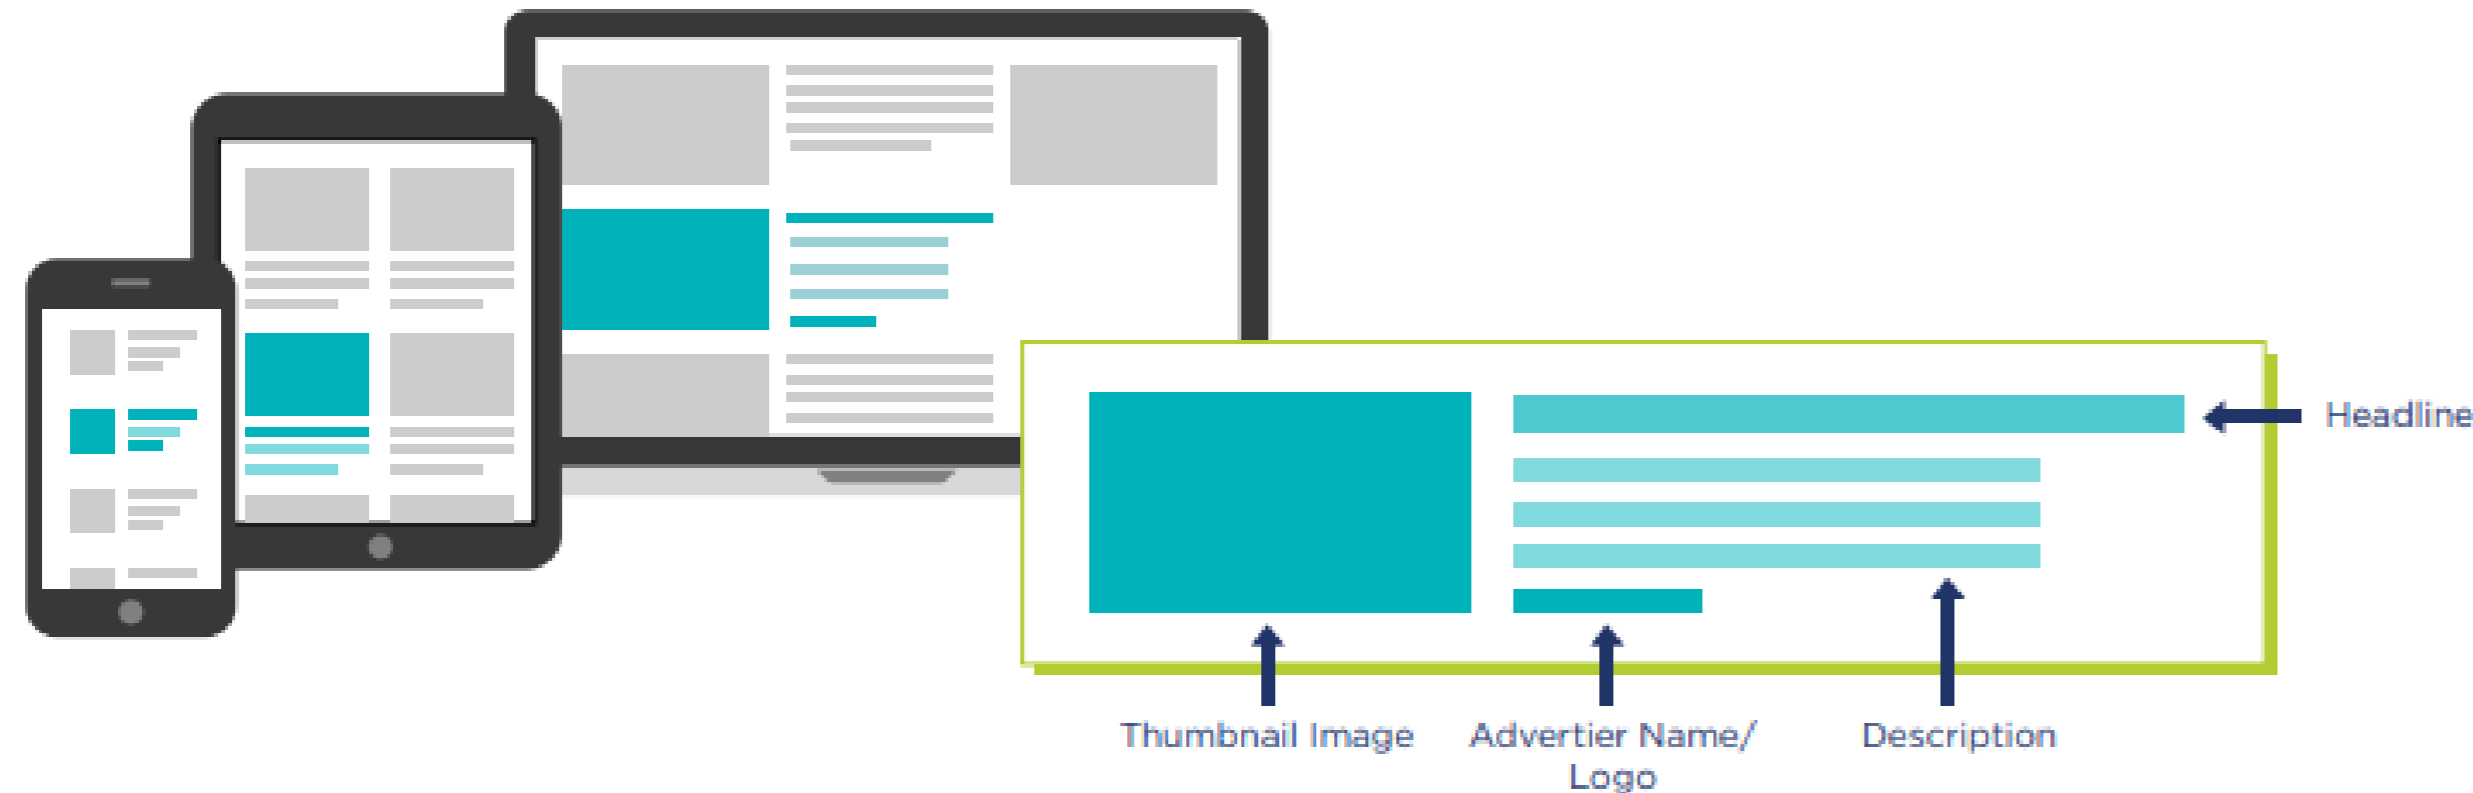 Headline
Thumbnail Image
Advertier Name/
Logo
Description